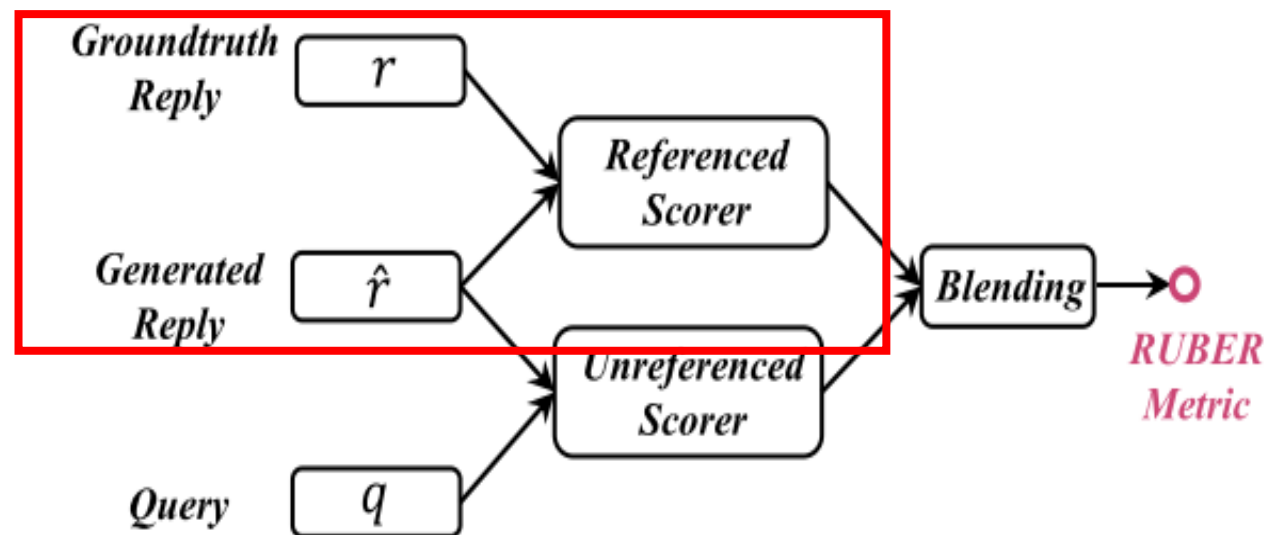 Groundtruth
Reply
r
Referenced
Scorer
Generated
Reply
r̂
Blending
RUBER
Metric
Unreferenced
Scorer
Query
q